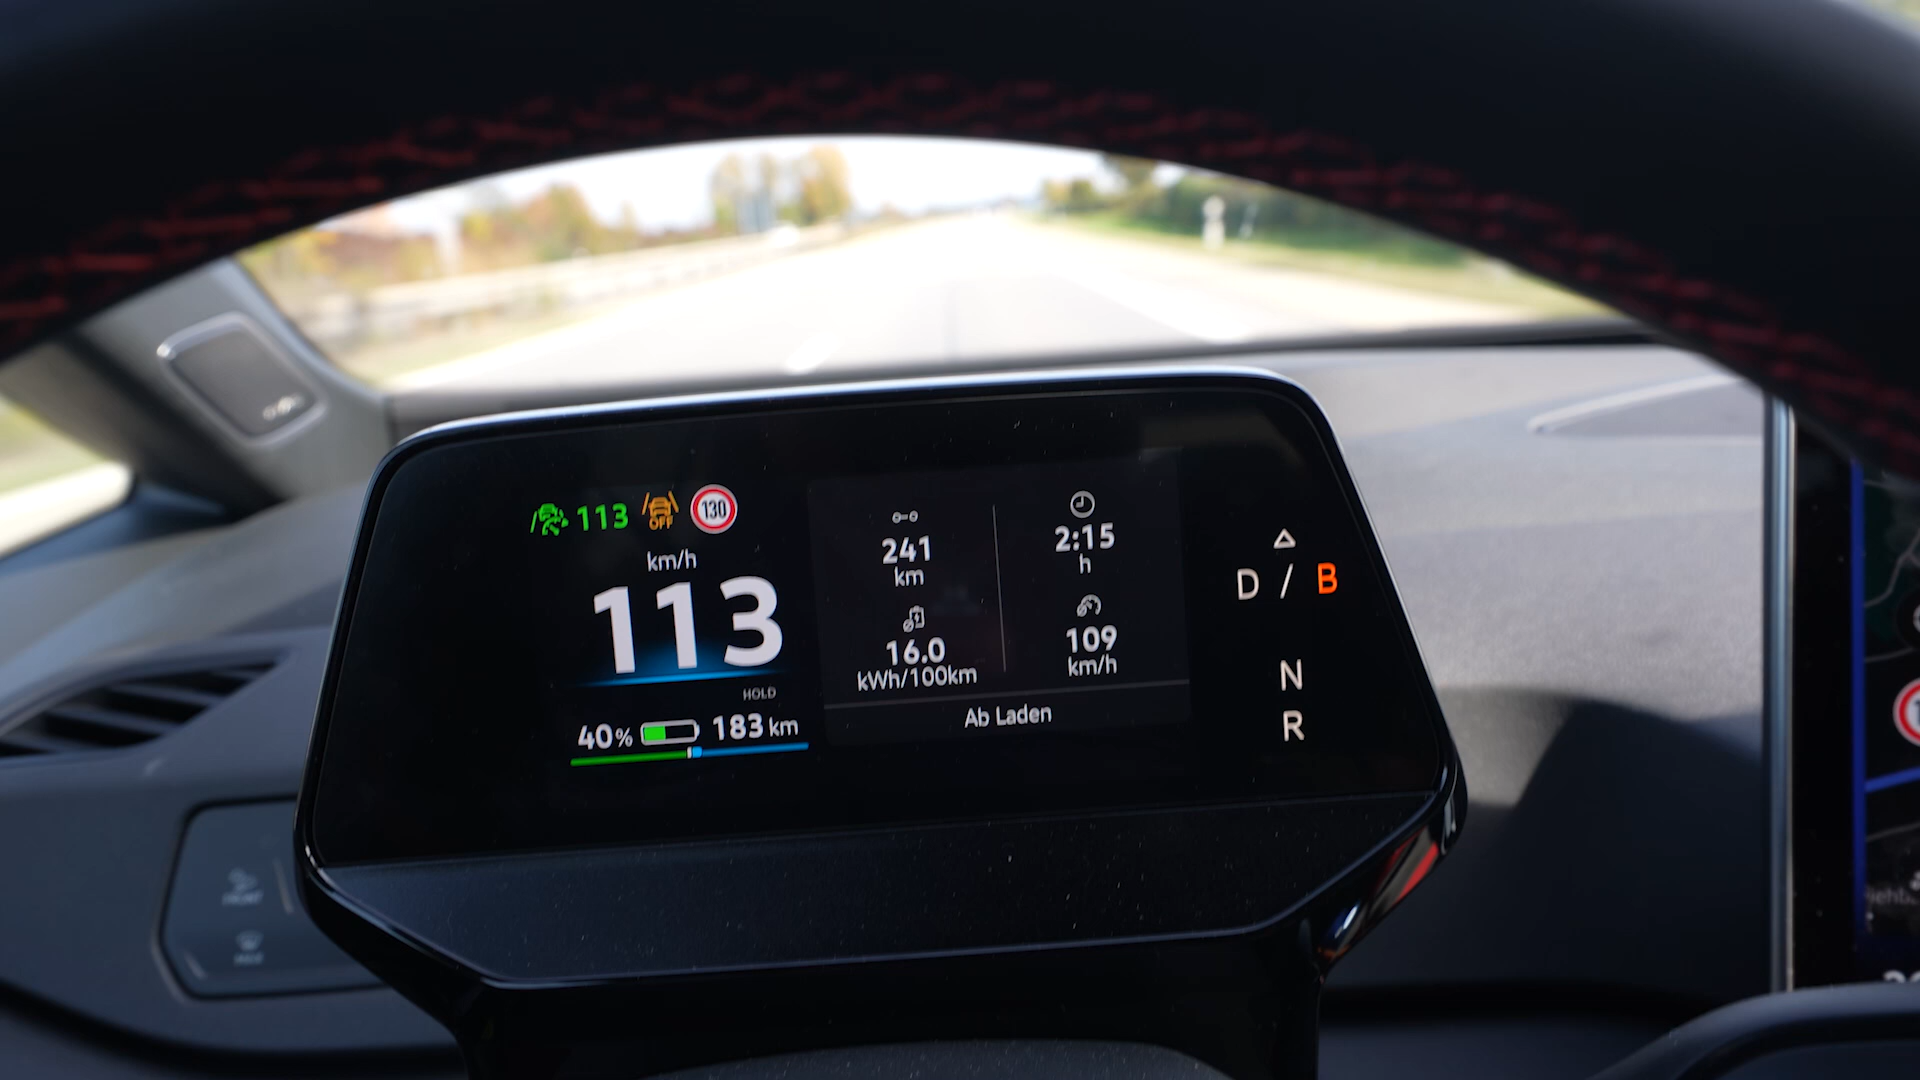 113
OFF
130
km/h
113
HOLD
40% 183 km
241
km
2:15
h
16.0
kWh/100km
109
km/h
Ab Laden
D / B
N
R